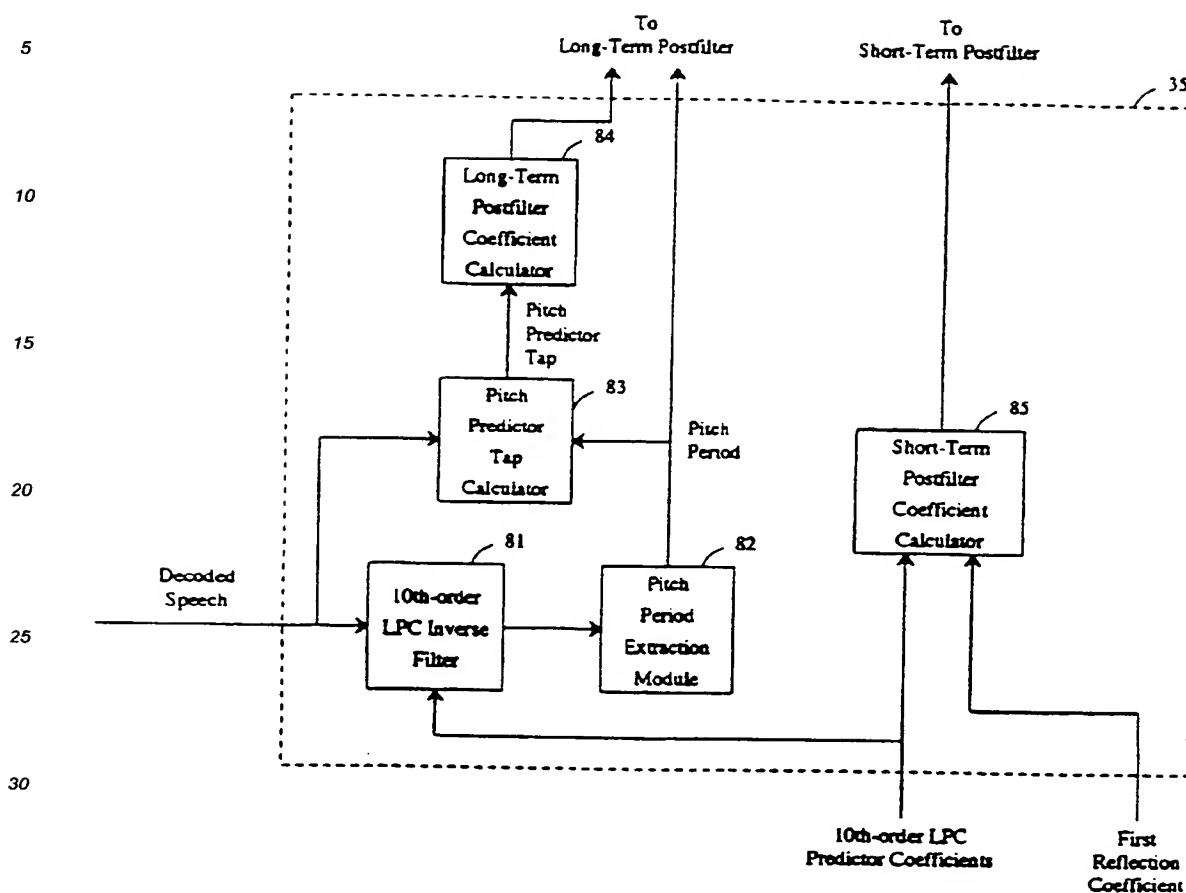 To
Long-Term Postfilter
To
Short-Term Postfilter
5
35
84
Long-Term
Postfilter
Coefficient
Calculator
10
Pitch
Predictor
Tap
15
83
Pitch
Predictor
Tap
Calculator
Pitch
Period
85
Short-Term
Postfilter
Coefficient
Calculator
20
81
82
Decoded
Speech
10th-order
LPC Inverse
Filter
Pitch
Period
Extraction
Module
25
30
10th-order LPC
Predictor Coefficients
First
Reflection
Coefficient